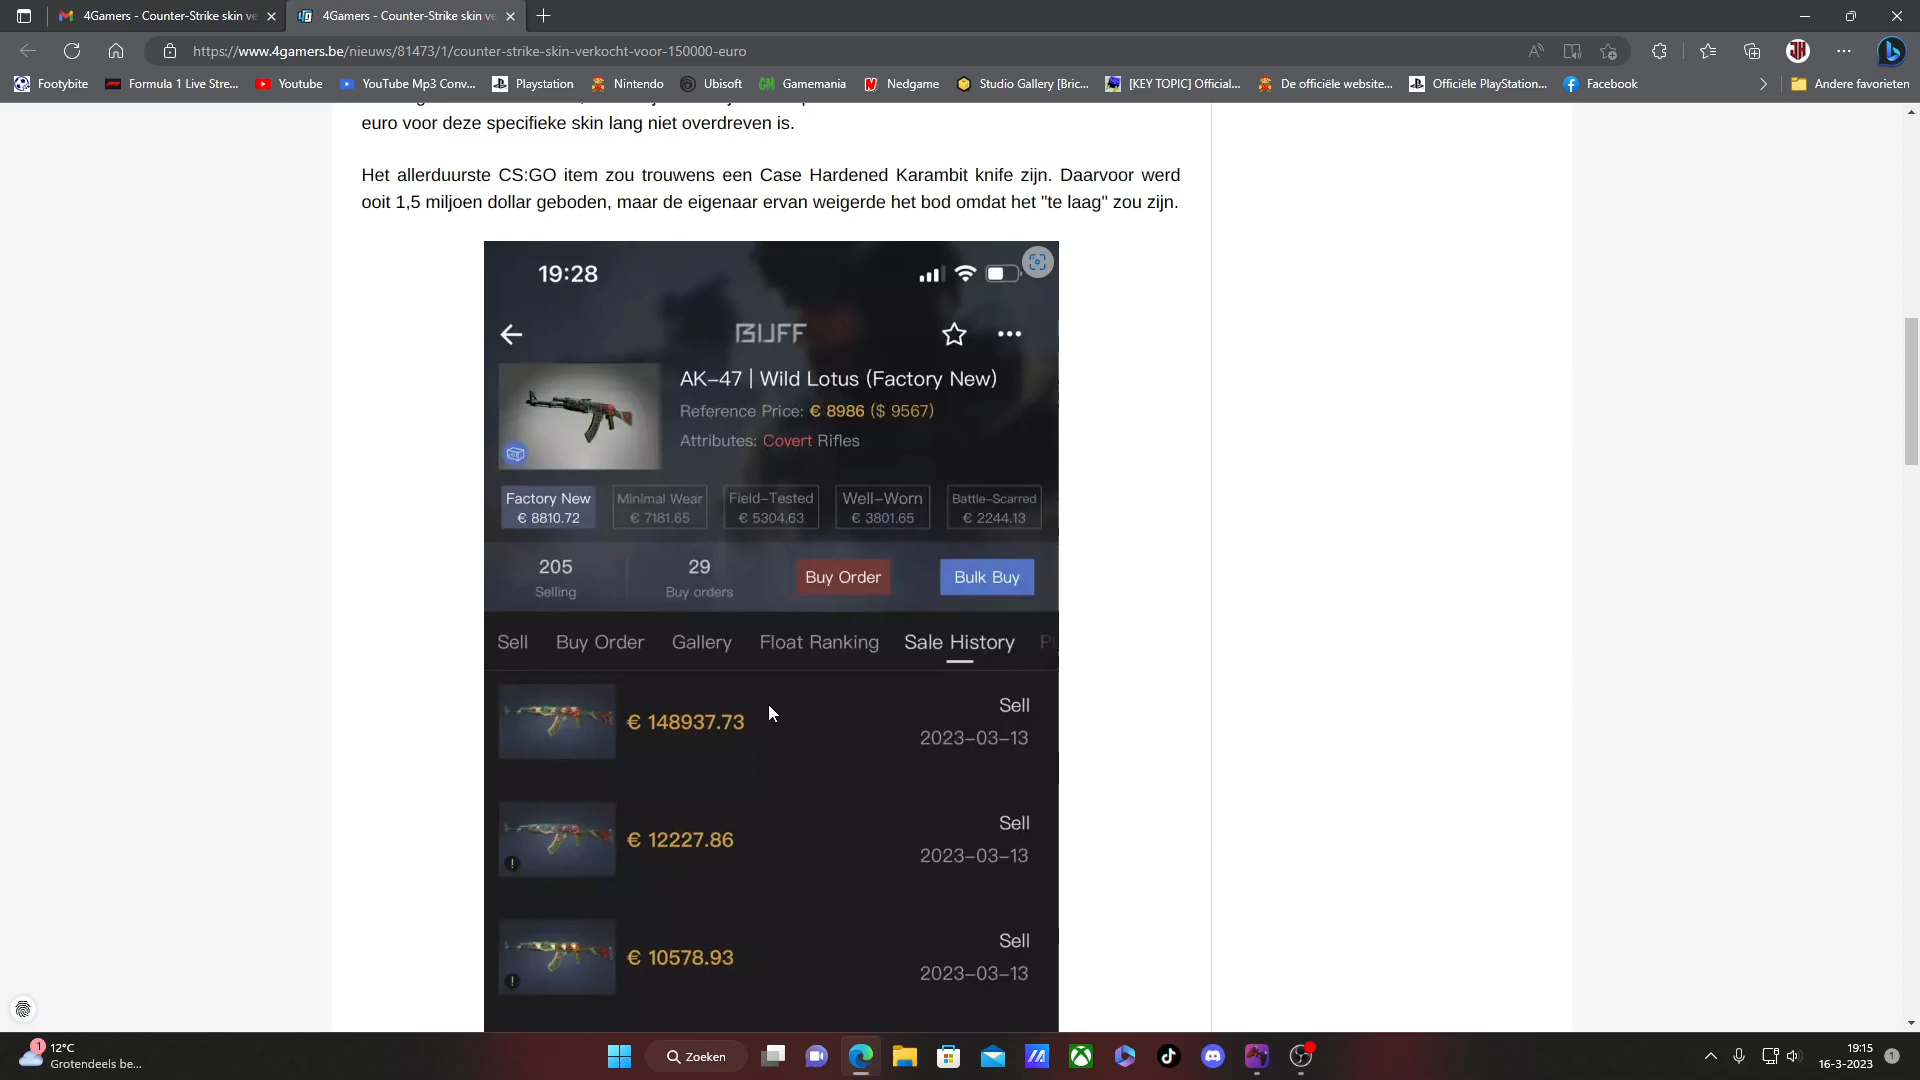 4Gamers - Counter-Strike skin ve
4Gamers - Counter-Strike skin ve
https://www.4gamers.be/nieuws/81473/1/counter-strike-skin-verkocht-voor-150000-euro
Footybite
Formula 1 Live Stre...
Youtube
YouTube Mp3 Conv...
Playstation
Nintendo
Ubisoft
Gamemania
Nedgame
Studio Gallery [Bric...
[KEY TOPIC] Official...
De officiële website...
Officiële PlayStation...
Facebook
Andere favorieten
euro voor deze specifieke skin lang niet overdreven is.
Het allerduurste CS:GO item zou trouwens een Case Hardened Karambit knife zijn. Daarvoor werd
ooit 1,5 miljoen dollar geboden, maar de eigenaar ervan weigerde het bod omdat het "te laag" zou zijn.
19:28
BUFF
AK-47 | Wild Lotus (Factory New)
Reference Price: € 8986 ($ 9567)
Attributes: Covert Rifles
Factory New
€ 8810.72
Minimal Wear
€ 7181.65
Field-Tested
€ 5304.63
Well-Worn
€ 3801.65
Battle-Scarred
€ 2244.13
205
Selling
29
Buy orders
Buy Order
Bulk Buy
Sell
Buy Order
Gallery
Float Ranking
Sale History
€ 148937.73
Sell
2023-03-13
€ 12227.86
Sell
2023-03-13
€ 10578.93
Sell
2023-03-13
1
12°C
Grotendeels be...
Zoeken
19:15
16-3-2023
1